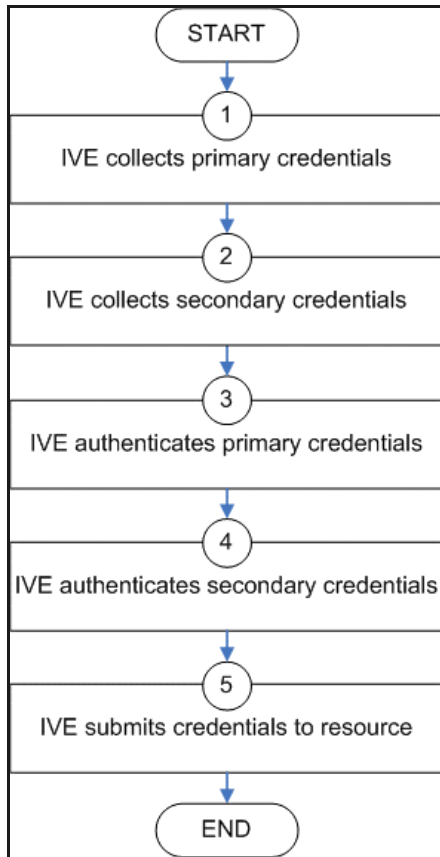 START
1
IVE collects primary credentials
2
IVE collects secondary credentials
3
IVE authenticates primary credentials
4
IVE authenticates secondary credentials
5
IVE submits credentials to resource
END